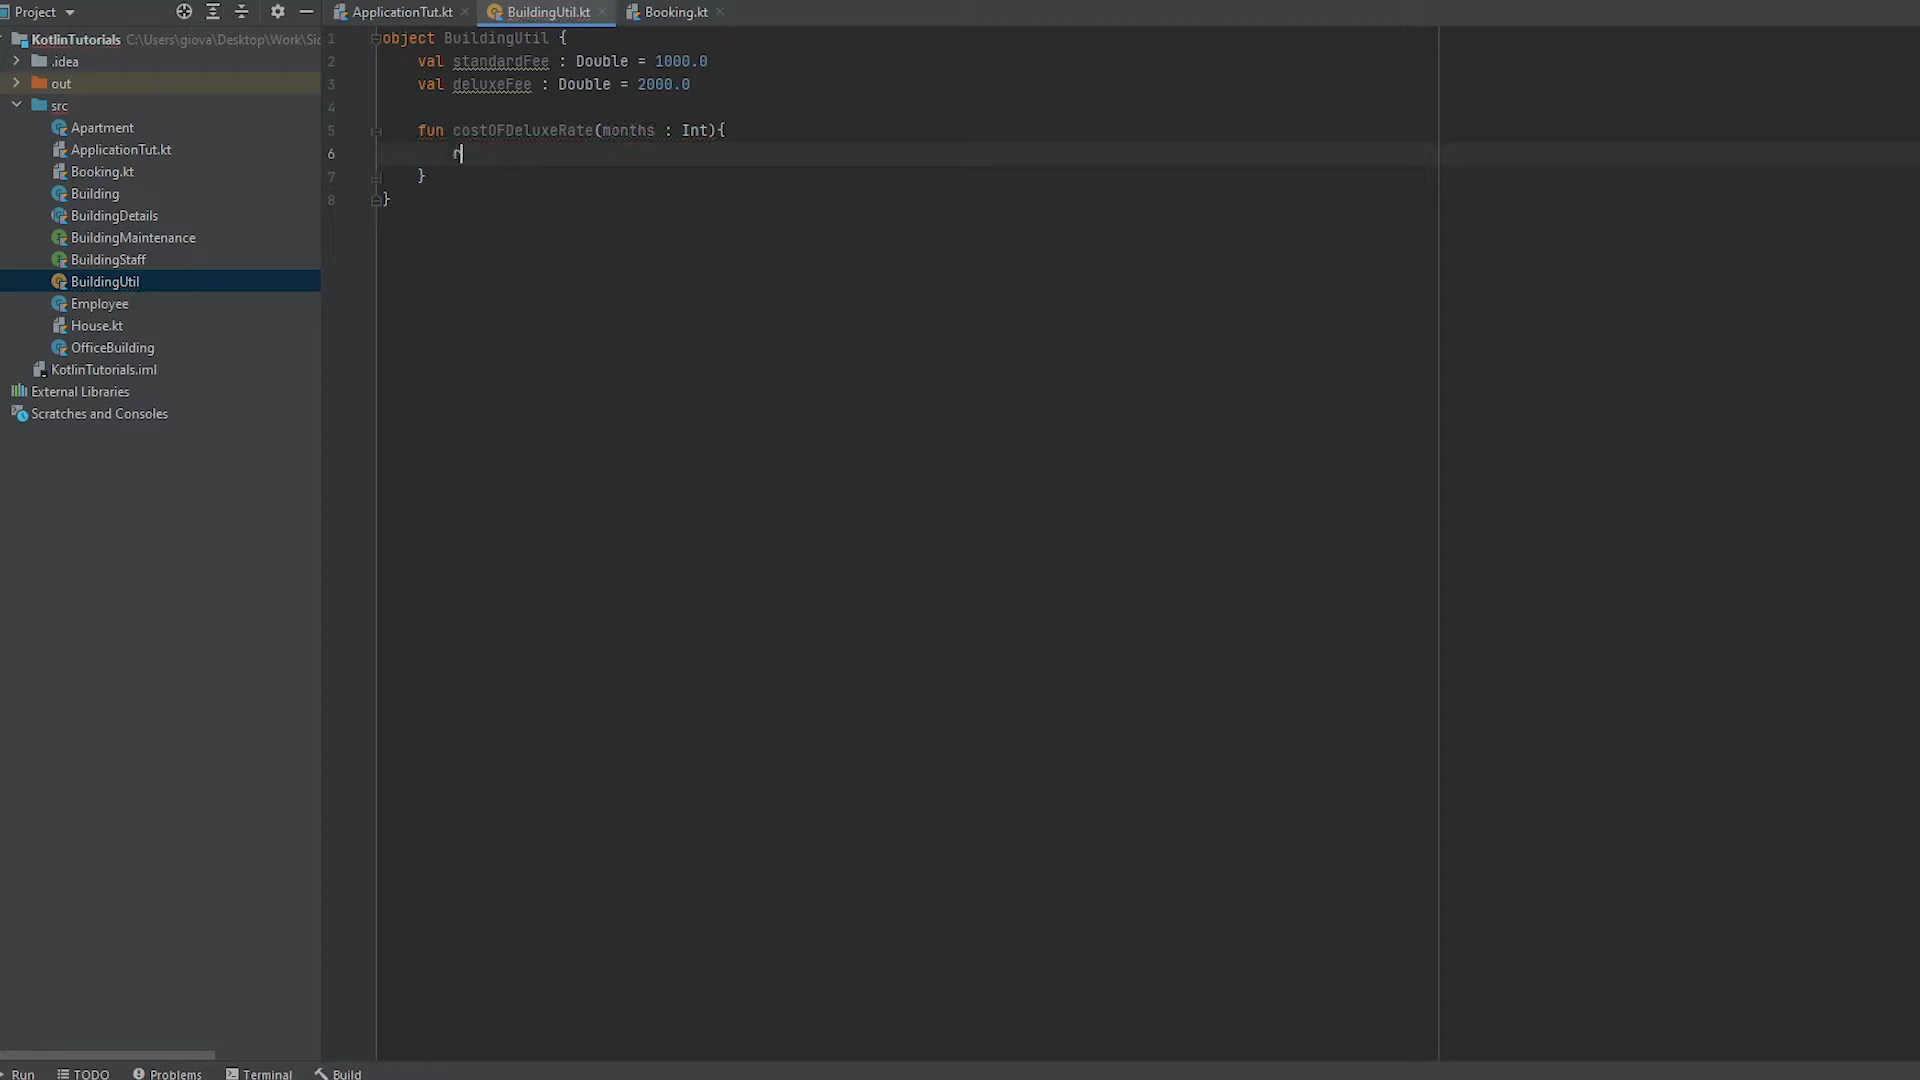 Project
ApplicationTut.kt
BuildingUtil.kt
Booking.kt
KotlinTutorials C:\Users\giova\Desktop\Work\Sid
.idea
out
src
Apartment
ApplicationTut.kt
Booking.kt
Building
BuildingDetails
BuildingMaintenance
BuildingStaff
BuildingUtil
Employee
House.kt
OfficeBuilding
KotlinTutorials.iml
External Libraries
Scratches and Consoles
1 object BuildingUtil {
2 val standardFee : Double = 1000.0
3 val deluxeFee : Double = 2000.0
4
5 fun costOFDeluxeRate(months : Int){
6 r
7 }
8 }
Run
TODO
Problems
Terminal
Build